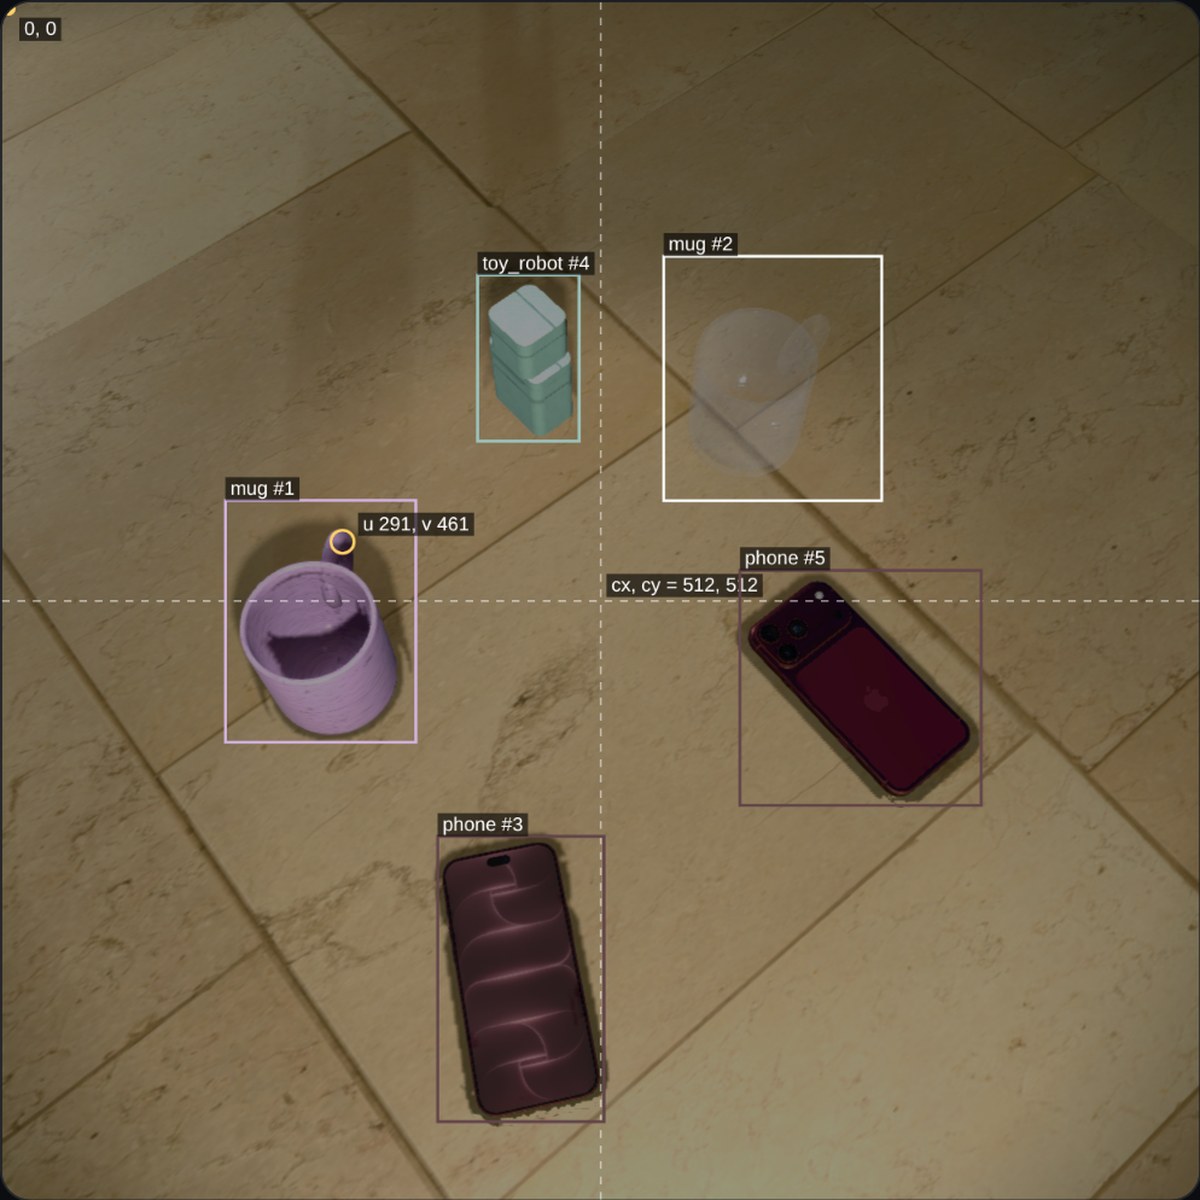 0, 0
mug #2
toy_robot #4
mug #1
u 291, v 461
phone #5
cx, cy = 512, 512
phone #3